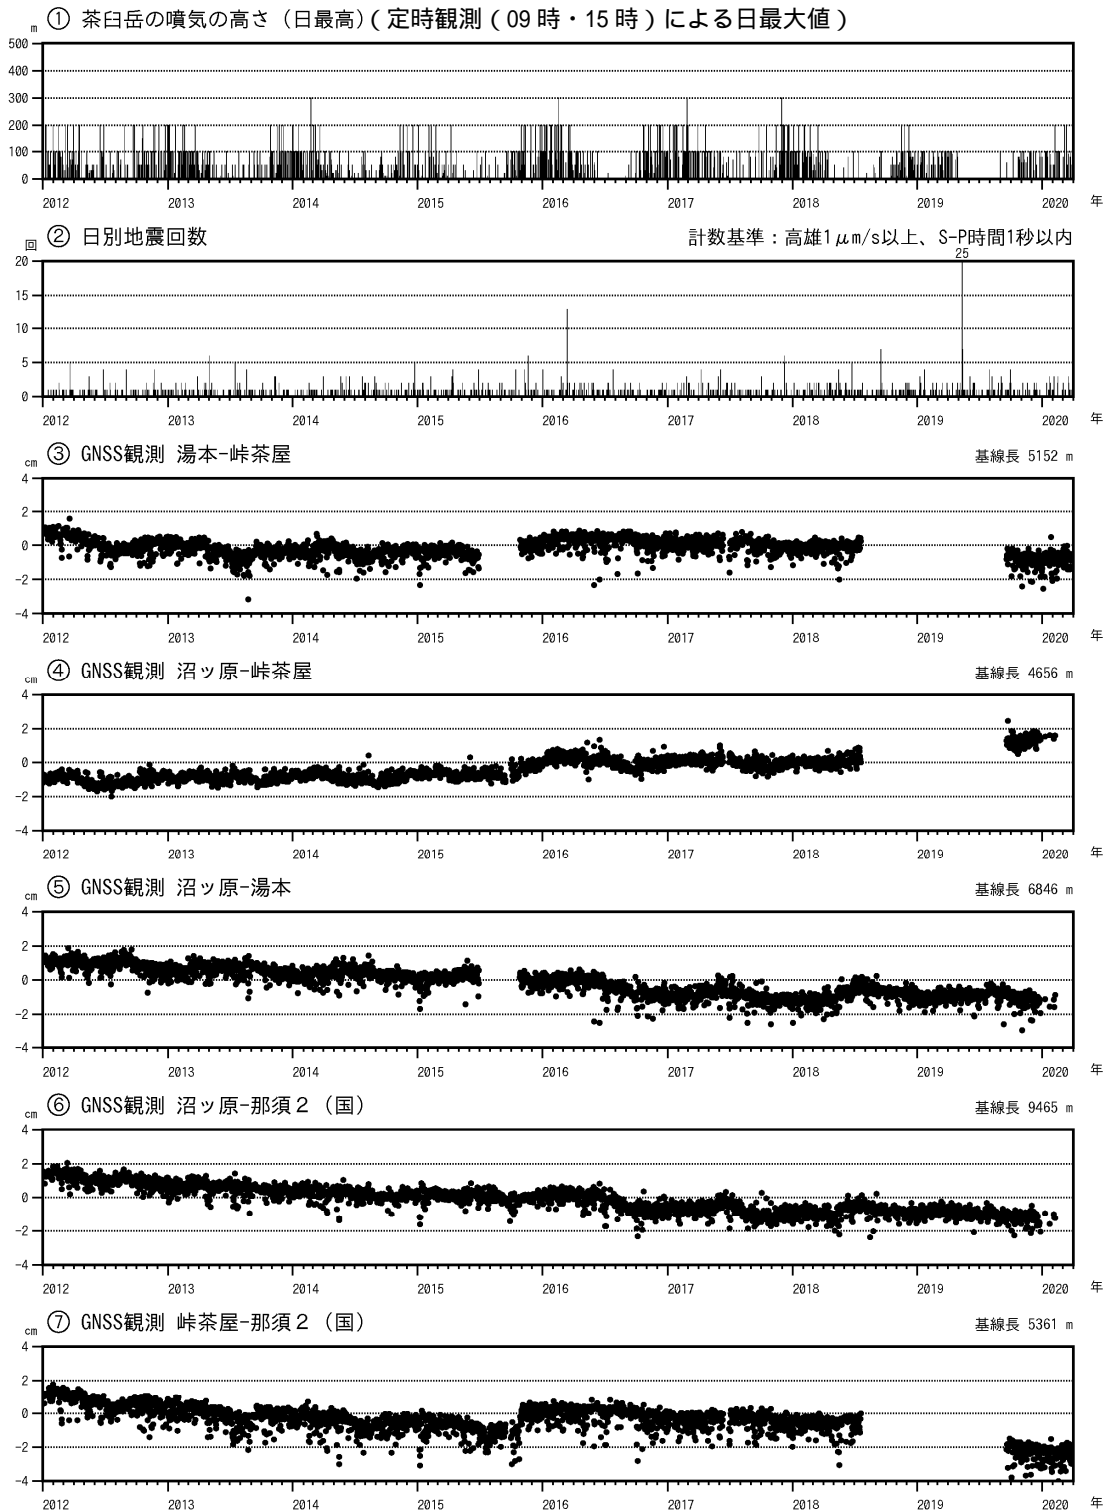 ① 茶臼岳の噴気の高さ（日最高）(定時観測(09時・15時)による日最大値)
m
500
400
300
200
100
0
2012 2013 2014 2015 2016 2017 2018 2019 2020 年
回 ② 日別地震回数 計数基準：高雄1μm/s以上、S-P時間1秒以内
25
20
15
10
5
0
2012 2013 2014 2015 2016 2017 2018 2019 2020 年
cm ③ GNSS観測 湯本-峠茶屋 基線長 5152 m
4
2
0
-2
-4
2012 2013 2014 2015 2016 2017 2018 2019 2020 年
cm ④ GNSS観測 沼ッ原-峠茶屋 基線長 4656 m
4
2
0
-2
-4
2012 2013 2014 2015 2016 2017 2018 2019 2020 年
cm ⑤ GNSS観測 沼ッ原-湯本 基線長 6846 m
4
2
0
-2
-4
2012 2013 2014 2015 2016 2017 2018 2019 2020 年
cm ⑥ GNSS観測 沼ッ原-那須２（国） 基線長 9465 m
4
2
0
-2
-4
2012 2013 2014 2015 2016 2017 2018 2019 2020 年
cm ⑦ GNSS観測 峠茶屋-那須２（国） 基線長 5361 m
4
2
0
-2
-4
2012 2013 2014 2015 2016 2017 2018 2019 2020 年